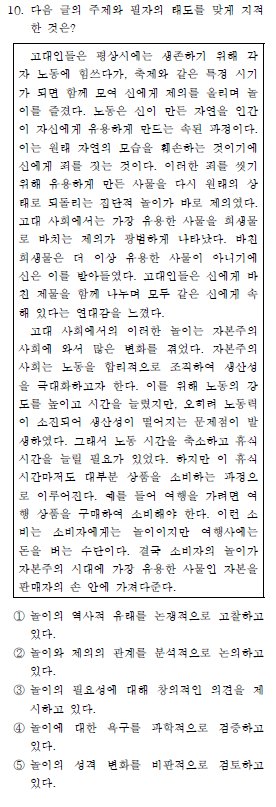 10. 다음 글의 주제와 필자의 태도를 맞게 지적
한 것은?
고대인들은 평상시에는 생존하기 위해 각
자 노동에 힘쓰다가, 축제와 같은 특정 시기
가 되면 함께 모여 신에게 제의를 올리며 놀
이를 즐겼다. 노동은 신이 만든 자연을 인간
이 자신에게 유용하게 만드는 속된 과정이다.
이는 원래 자연의 모습을 훼손하는 것이기에
신에게 죄를 짓는 것이다. 이러한 죄를 씻기
위해 유용하게 만든 사물을 다시 원래의 상
태로 되돌리는 집단적 놀이가 바로 제의였다.
고대 사회에서는 가장 유용한 사물을 희생물
로 바치는 제의가 광범하게 나타났다. 바친
희생물은 더 이상 유용한 사물이 아니기에
신은 이를 받아들였다. 고대인들은 신에게 바
친 제물을 함께 나누며 모두 같은 신에게 속
해 있다는 연대감을 느꼈다.
고대 사회에서의 이러한 놀이는 자본주의
사회에 와서 많은 변화를 겪었다. 자본주의
사회는 노동을 합리적으로 조직하여 생산성
을 극대화하고자 한다. 이를 위해 노동의 강
도를 높이고 시간을 늘렸지만, 오히려 노동력
이 소진되어 생산성이 떨어지는 문제점이 발
생하였다. 그래서 노동 시간을 축소하고 휴식
시간을 늘릴 필요가 있었다. 하지만 이 휴식
시간마저도 대부분 상품을 소비하는 과정으
로 이루어진다. 예를 들어 여행을 가려면 여
행 상품을 구매하여 소비해야 한다. 이런 소
비는 소비자에게는 놀이이지만 여행사에는
돈을 버는 수단이다. 결국 소비자의 놀이가
자본주의 시대에 가장 유용한 사물인 자본을
판매자의 손 안에 가져다준다.
① 놀이의 역사적 유래를 논쟁적으로 고찰하고
있다.
② 놀이와 제의의 관계를 분석적으로 논의하고
있다.
③ 놀이의 필요성에 대해 창의적인 의견을 제
시하고 있다.
④ 놀이에 대한 욕구를 과학적으로 검증하고
있다.
⑤ 놀이의 성격 변화를 비판적으로 검토하고
있다.